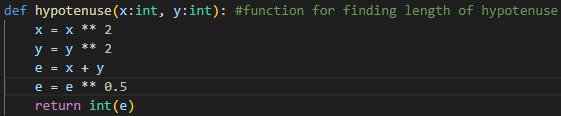 def hypotenuse(x:int, y:int): #function for finding length of hypotenuse
    x = x ** 2
    y = y ** 2
    e = x + y
    e = e ** 0.5
    return int(e)